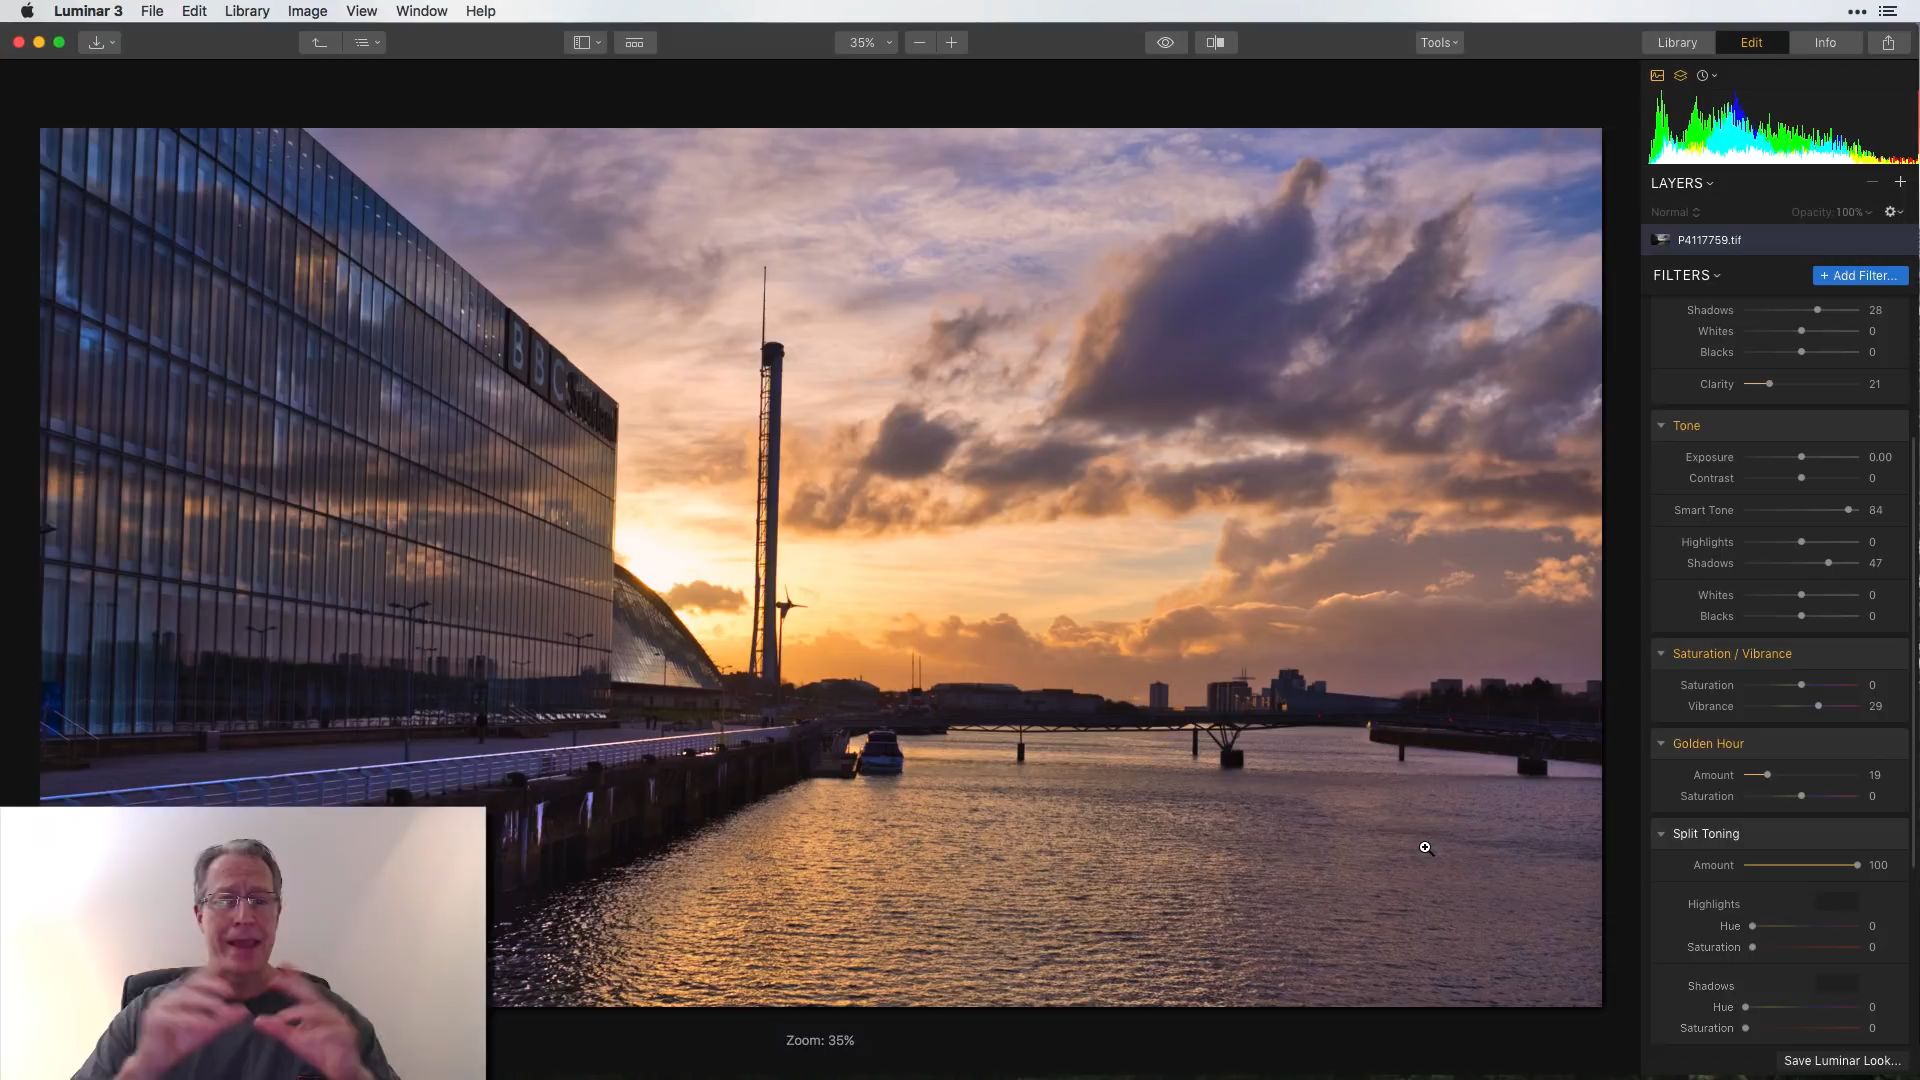 Luminar 3 File Edit Library Image View Window Help
35% Tools Library Edit Info
LAYERS
Normal Opacity: 100%
P4117759.tif
FILTERS + Add Filter...
Shadows 28
Whites 0
Blacks 0
Clarity 21
Tone
Exposure 0.00
Contrast 0
Smart Tone 84
Highlights 0
Shadows 47
Whites 0
Blacks 0
Saturation / Vibrance
Saturation 0
Vibrance 29
Golden Hour
Amount 19
Saturation 0
Split Toning
Amount 100
Highlights
Hue 0
Saturation 0
Shadows
Hue 0
Saturation 0
Save Luminar Look...
BBC
Zoom: 35%